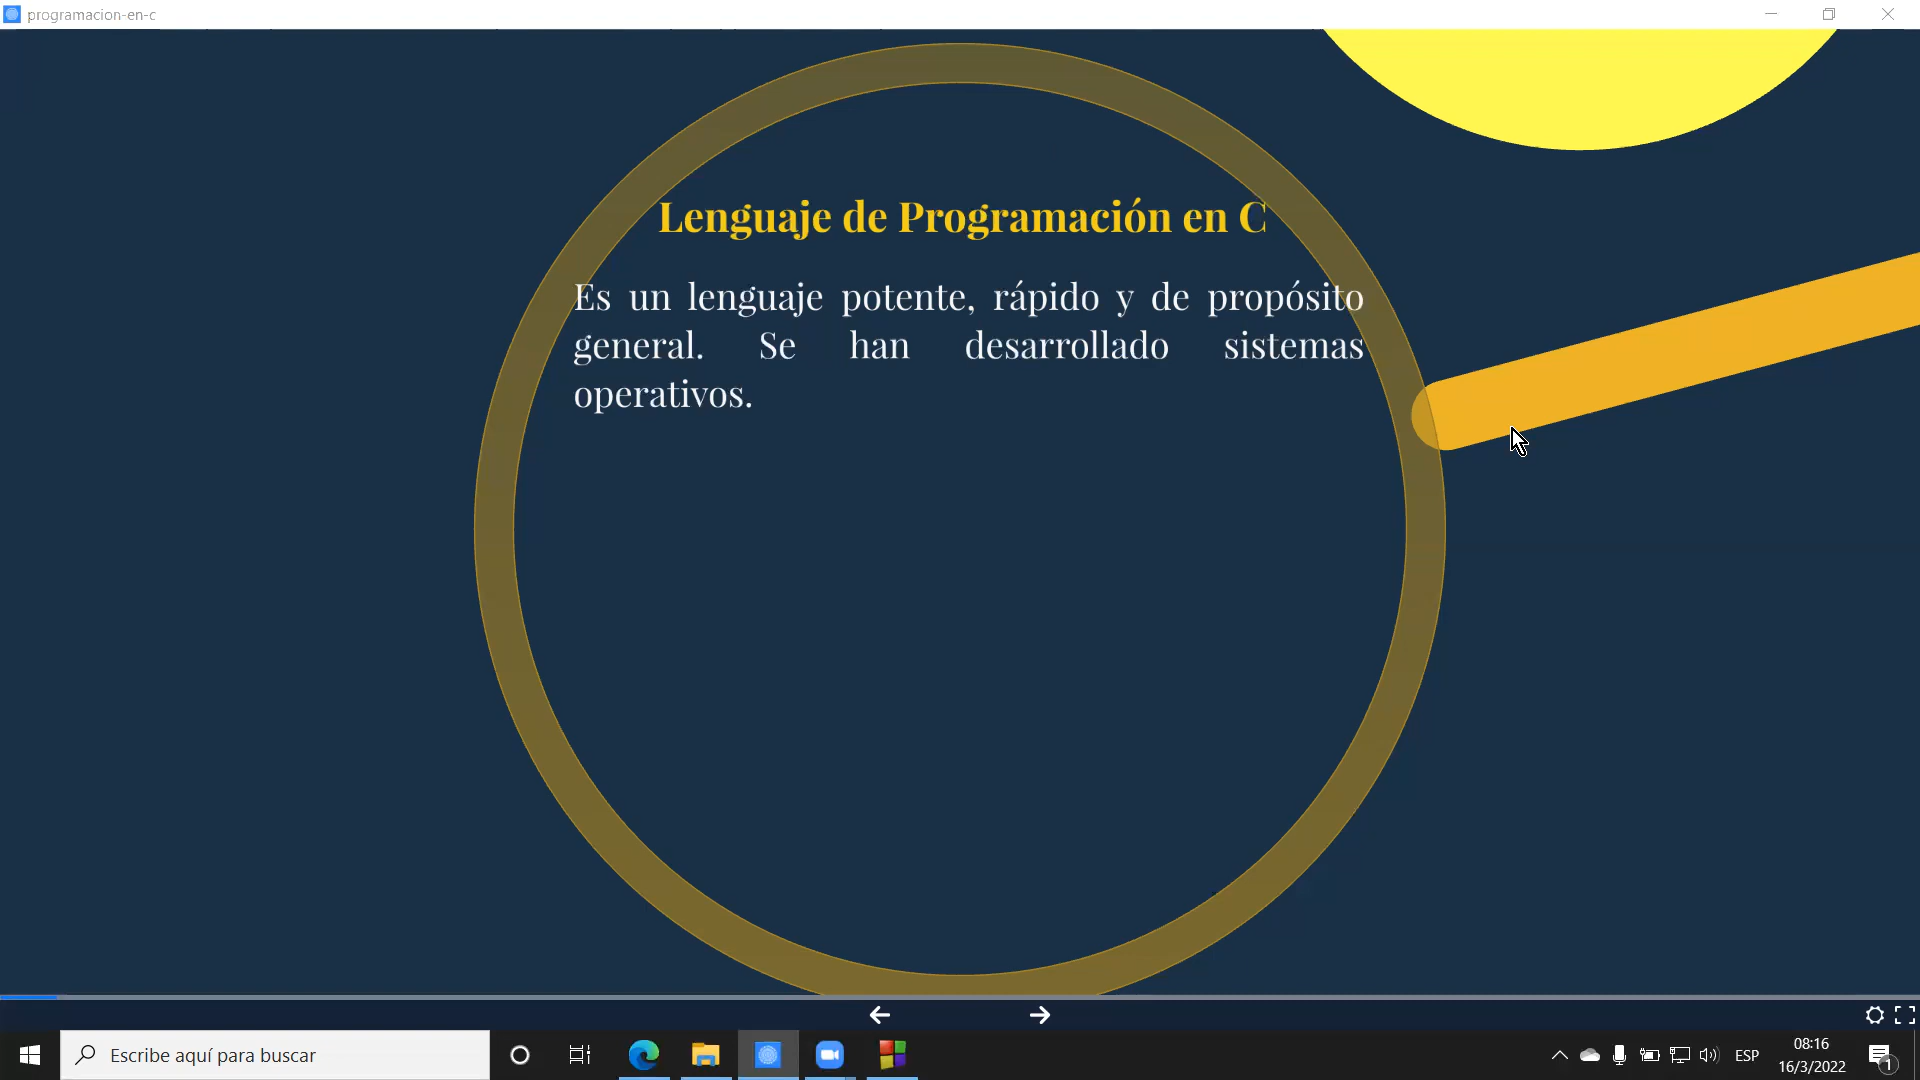 programacion-en-c
Lenguaje de Programación en C
Es un lenguaje potente, rápido y de propósito
general. Se han desarrollado sistemas
operativos.
Escribe aquí para buscar
ESP
08:16
16/3/2022
1